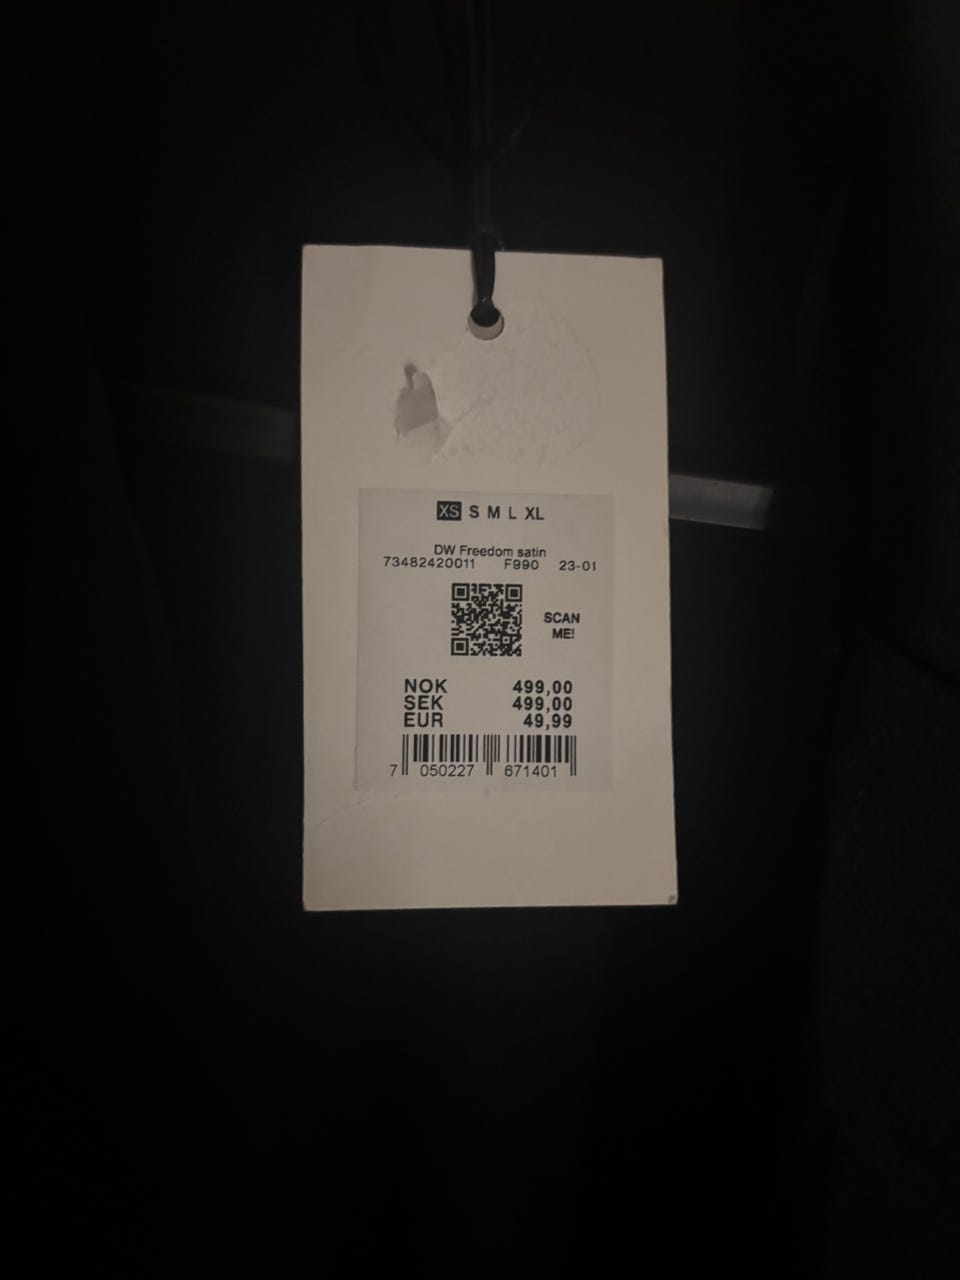 XS S M L XL
DW Freedom satin
73482420011 F990 23-01
SCAN
ME!
NOK 499,00
SEK 499,00
EUR 49,99
7 050227 671401